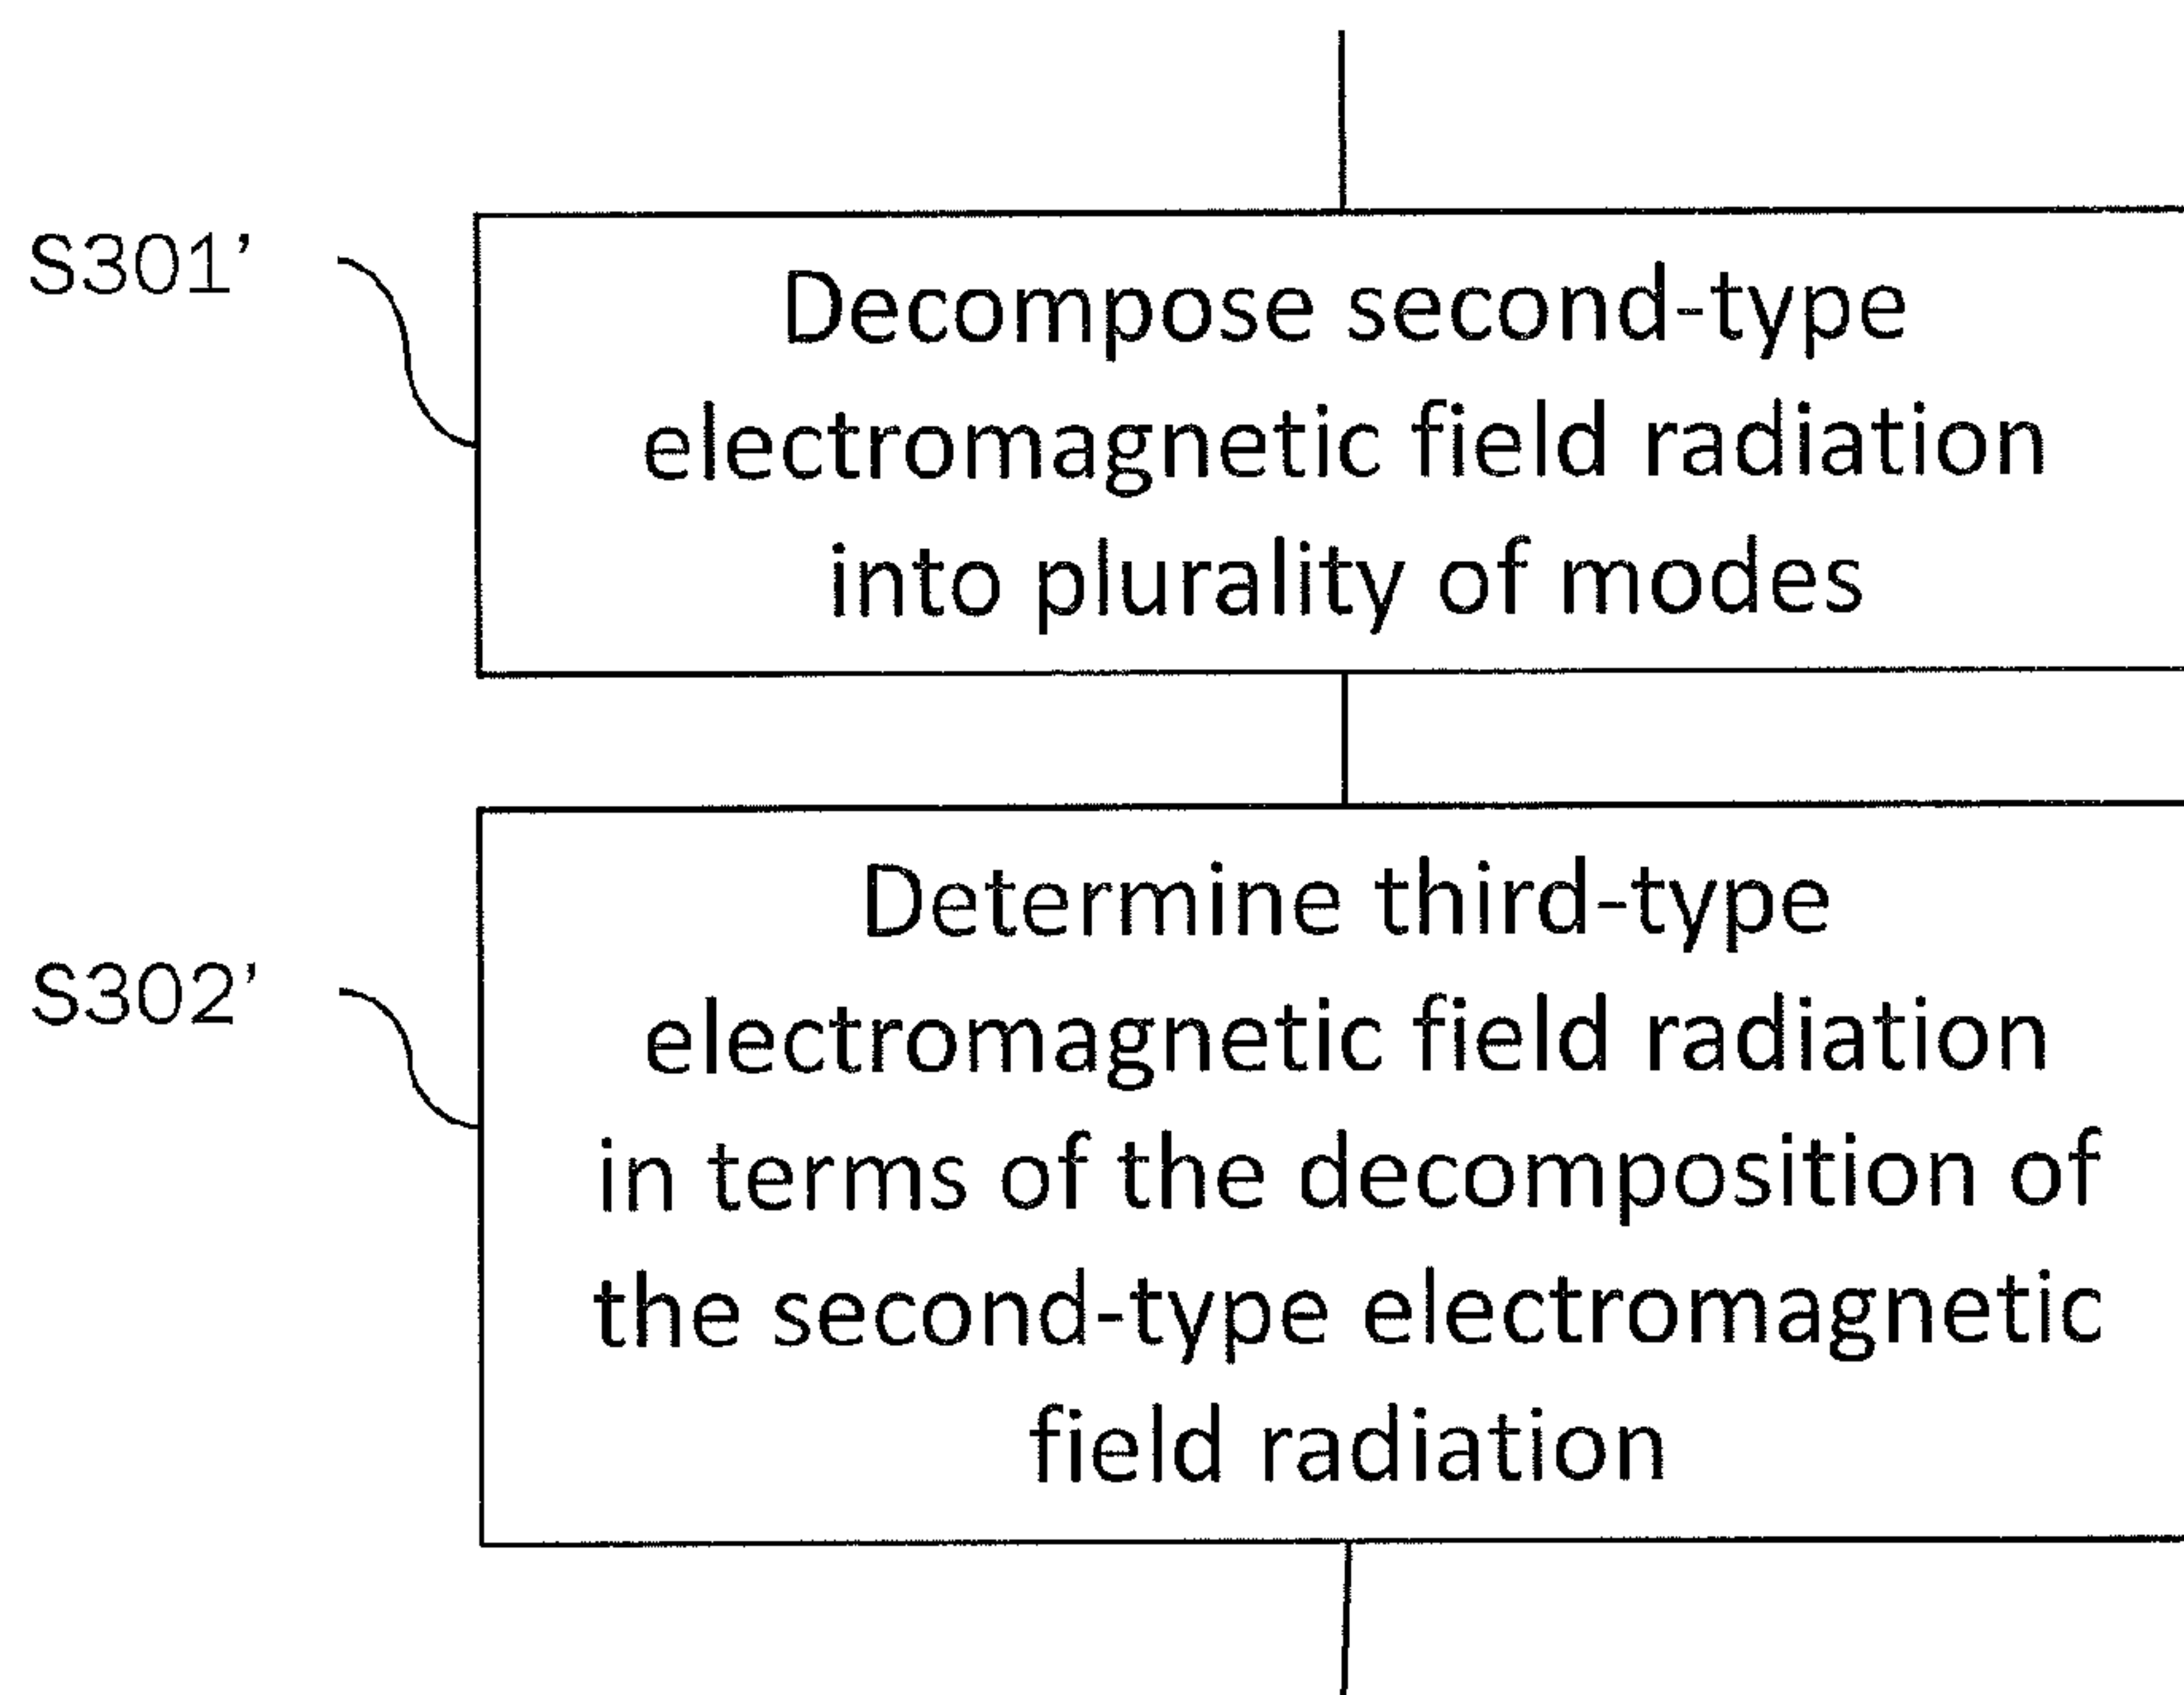 S301’
Decompose second-type
electromagnetic field radiation
into plurality of modes
S302’
Determine third-type
electromagnetic field radiation
in terms of the decomposition of
the second-type electromagnetic
field radiation